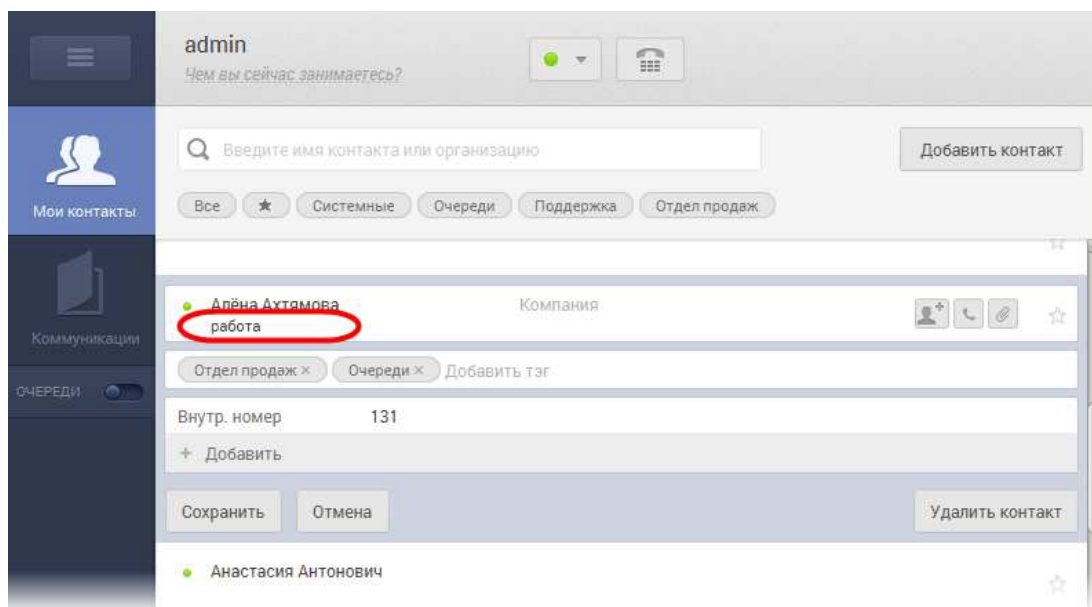 admin
Чем вы сейчас занимаетесь?
Введите имя контакта или организацию
Добавить контакт
Мои контакты
Все ★ Системные Очереди Поддержка Отдел продаж
Алёна Ахтямова Компания
работа
Коммуникации
Отдел продаж × Очереди × Добавить тэг
ОЧЕРЕДИ
Внутр. номер 131
+ Добавить
Сохранить Отмена Удалить контакт
Анастасия Антонович